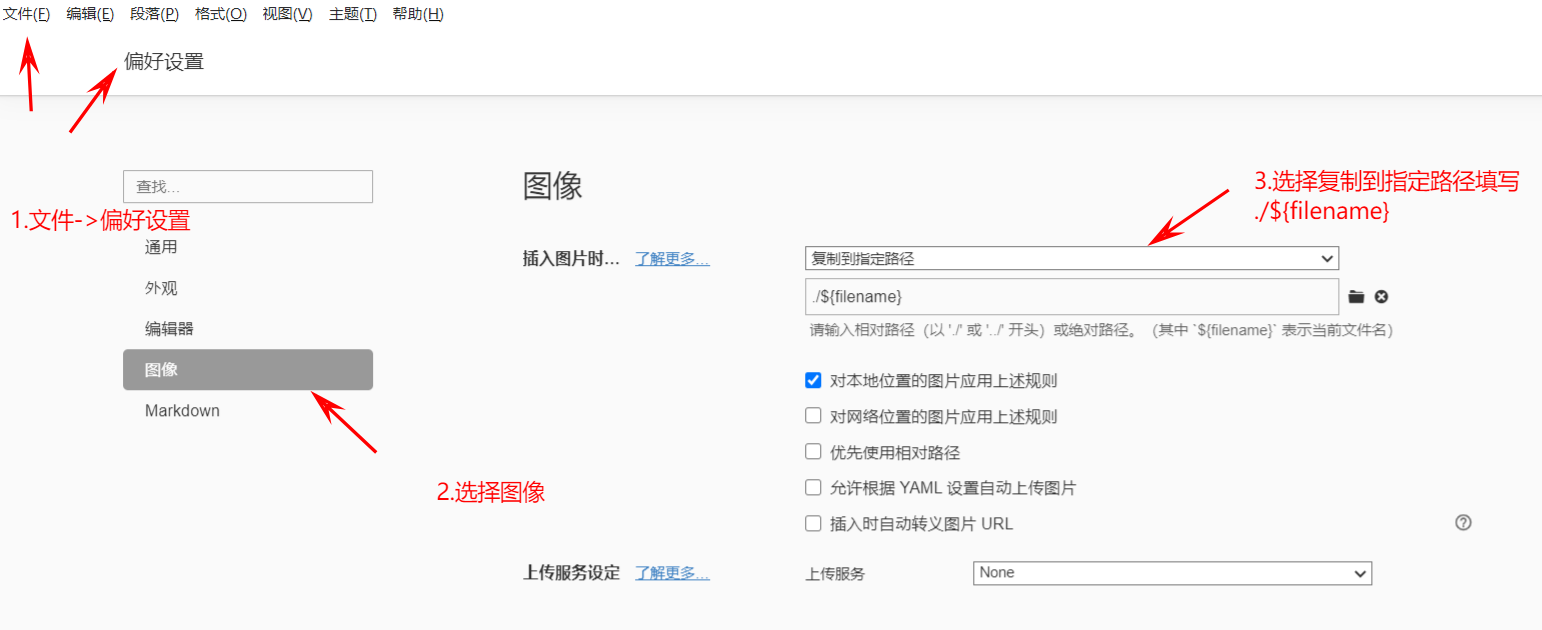 文件(F) 编辑(E) 段落(P) 格式(O) 视图(V) 主题(T) 帮助(H)
偏好设置
查找...
1.文件->偏好设置
通用
外观
编辑器
图像
Markdown
2.选择图像
图像
3.选择复制到指定路径填写
./${filename}
插入图片时... 了解更多...
复制到指定路径
./${filename}
请输入相对路径（以 './' 或 '../' 开头）或绝对路径。（其中 `${filename}` 表示当前文件名）
对本地位置的图片应用上述规则
对网络位置的图片应用上述规则
优先使用相对路径
允许根据 YAML 设置自动上传图片
插入时自动转义图片 URL
上传服务设定 了解更多...
上传服务
None